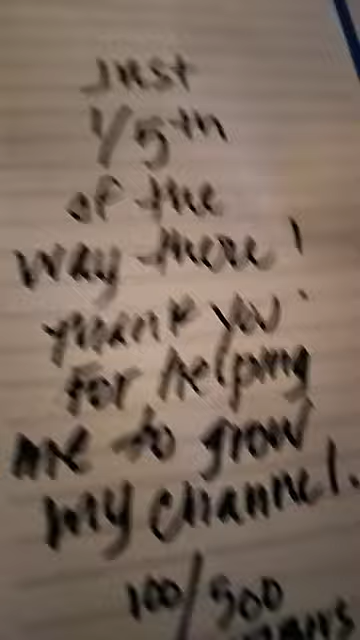 Just
1/5th
of the
way there!
Thank you
for helping
me to grow
my channel.
100/500